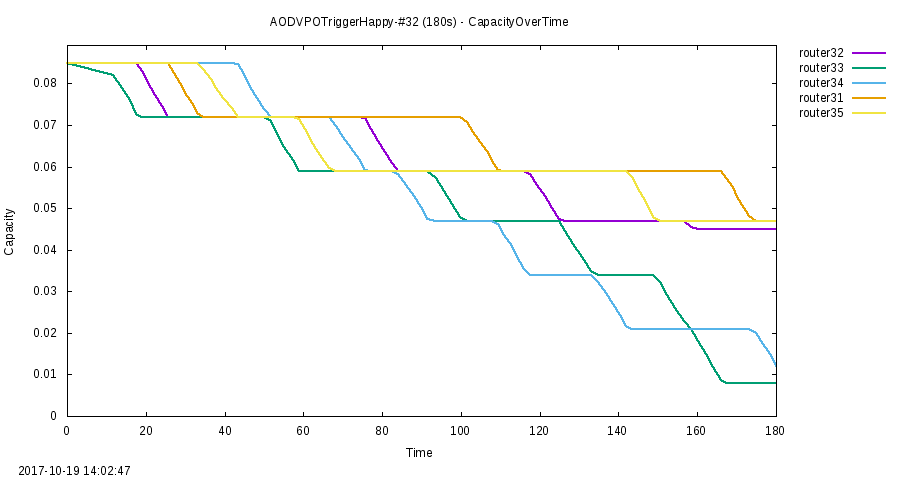 AODVPOTriggerHappy-#32 (180s) - CapacityOverTime
router32
router33
router34
router31
router35
0.08
0.07
0.06
0.05
0.04
0.03
0.02
0.01
0
Capacity
0 20 40 60 80 100 120 140 160 180
Time
2017-10-19 14:02:47